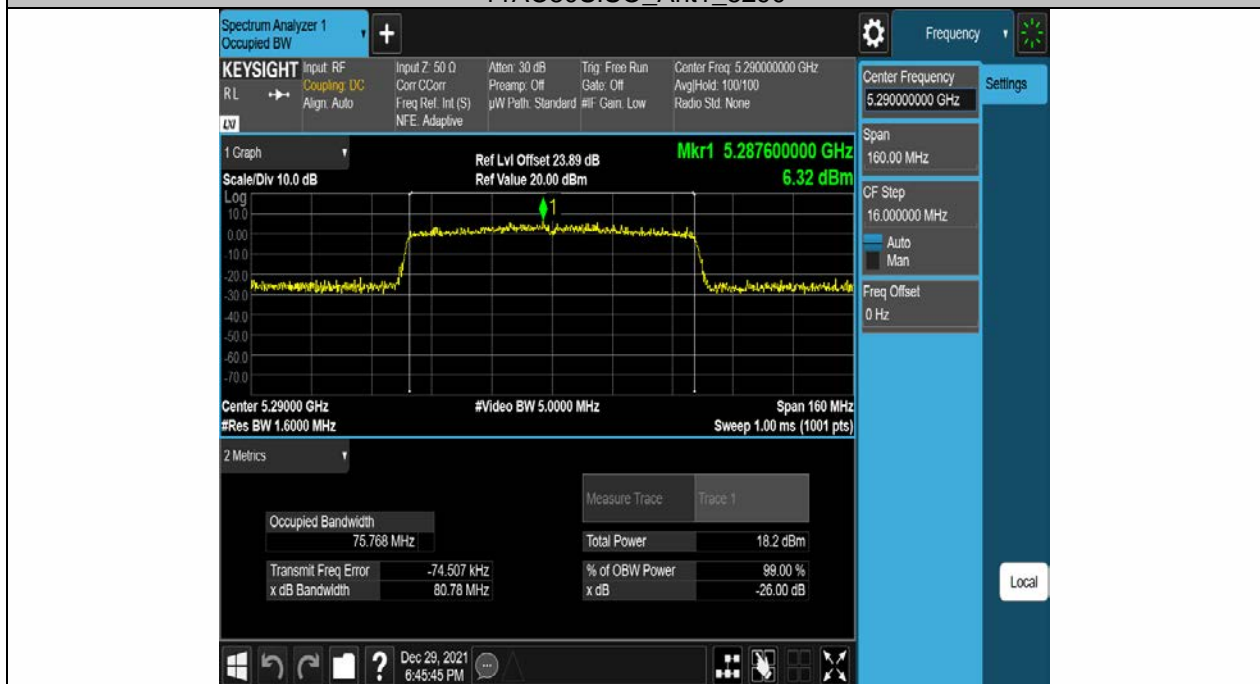 Spectrum Analyzer 1
Occupied BW
Frequency
KEYSIGHT
RL
LXI
Input: RF
Coupling: DC
Align: Auto
Input Z: 50 Ω
Corr CCorr
Freq Ref: Int (S)
NFE: Adaptive
Atten: 30 dB
Preamp: Off
µW Path: Standard
Trig: Free Run
Gate: Off
#IF Gain: Low
Center Freq: 5.290000000 GHz
Avg|Hold: 100/100
Radio Std: None
Center Frequency
5.290000000 GHz
Settings
Span
160.00 MHz
CF Step
16.000000 MHz
Auto
Man
Freq Offset
0 Hz
1 Graph
Scale/Div 10.0 dB
Ref Lvl Offset 23.89 dB
Ref Value 20.00 dBm
Mkr1 5.287600000 GHz
6.32 dBm
Log
10.0
0.00
-10.0
-20.0
-30.0
-40.0
-50.0
-60.0
-70.0
1
Center 5.29000 GHz
#Res BW 1.6000 MHz
#Video BW 5.0000 MHz
Span 160 MHz
Sweep 1.00 ms (1001 pts)
2 Metrics
Measure Trace Trace 1
Occupied Bandwidth
75.768 MHz
Total Power 18.2 dBm
Transmit Freq Error -74.507 kHz
% of OBW Power 99.00 %
x dB Bandwidth 80.78 MHz
x dB -26.00 dB
Local
Dec 29, 2021
6:45:45 PM